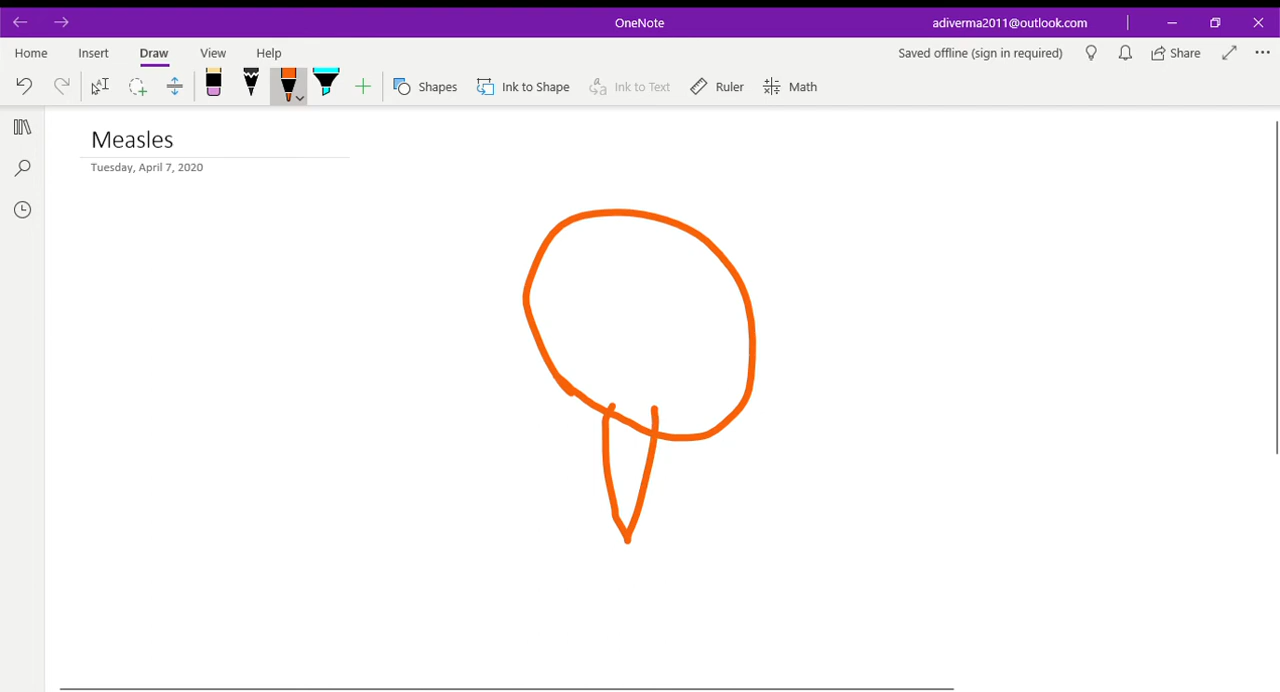 OneNote
adiverma2011@outlook.com
Home Insert Draw View Help
Saved offline (sign in required) Share
Shapes Ink to Shape Ink to Text Ruler Math
Measles
Tuesday, April 7, 2020